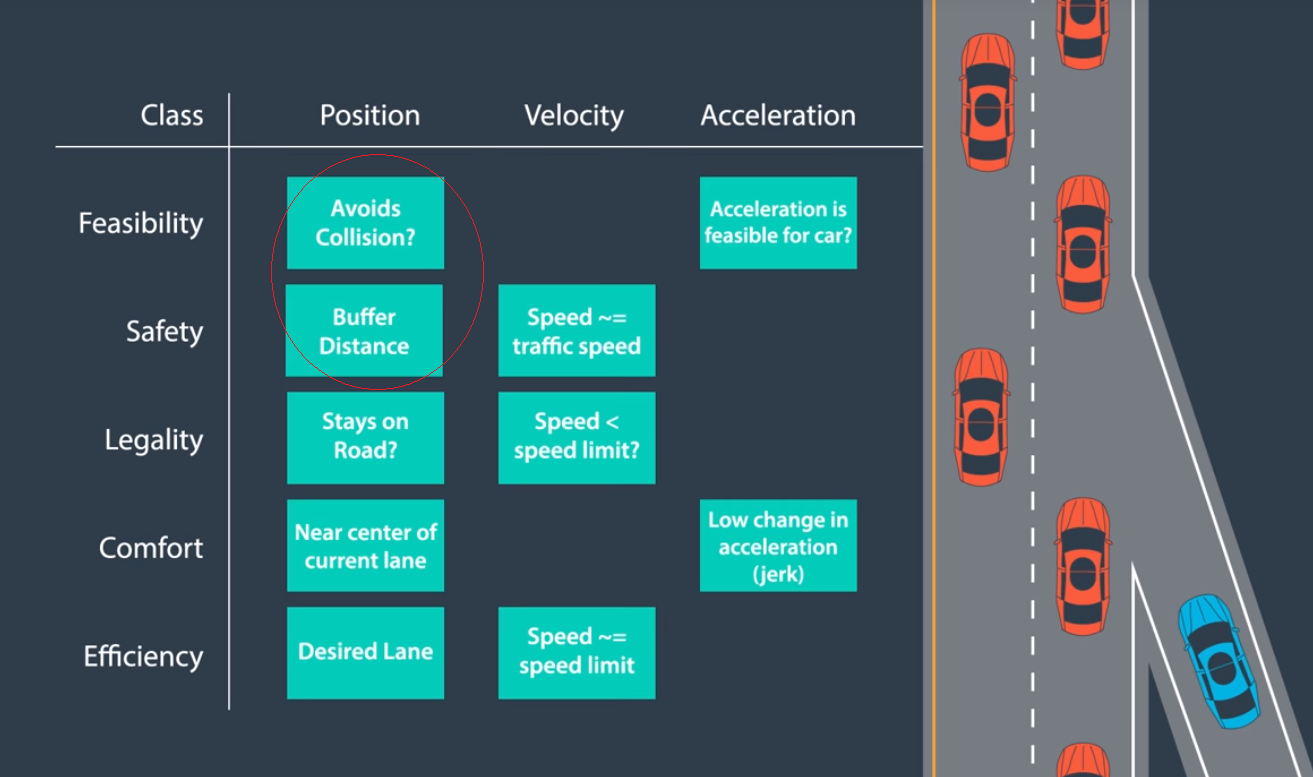 Class Position Velocity Acceleration
Feasibility
Avoids
Collision?
Acceleration is
feasible for car?
Safety
Buffer
Distance
Speed ~=
traffic speed
Legality
Stays on
Road?
Speed <
speed limit?
Comfort
Near center of
current lane
Low change in
acceleration
(jerk)
Efficiency
Desired Lane
Speed ~=
speed limit